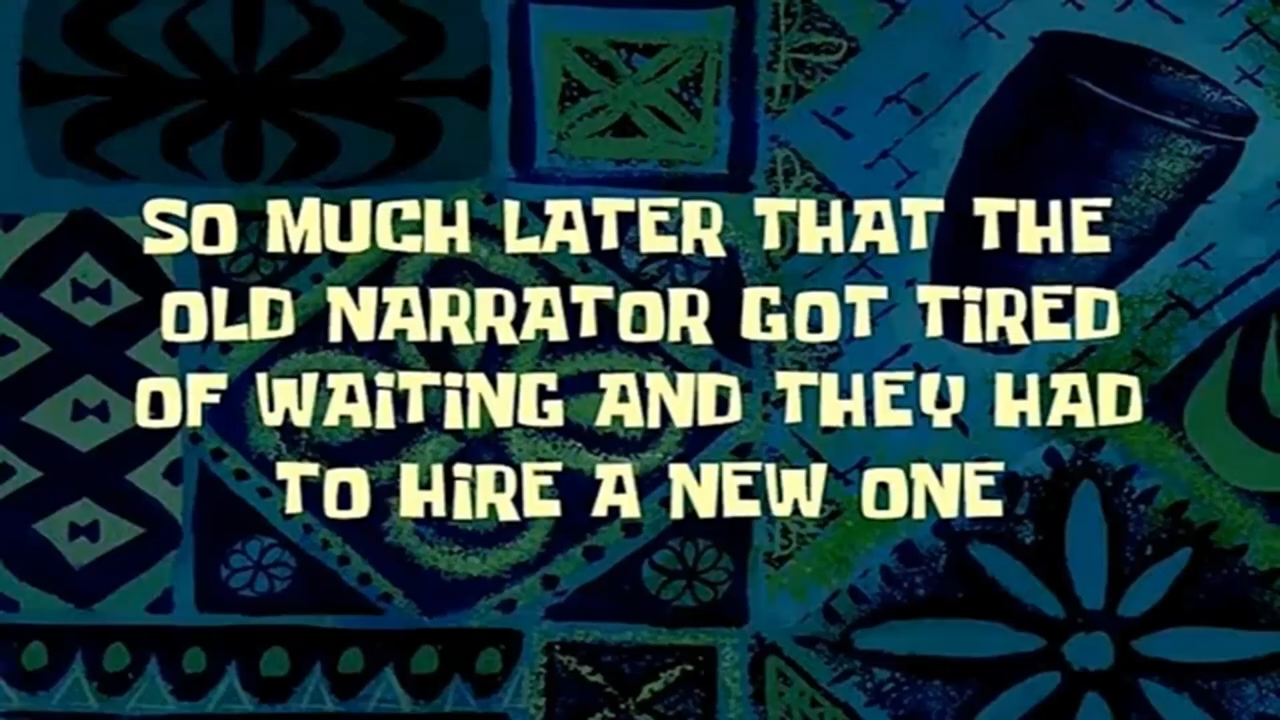 SO MUCH LATER THAT THE
OLD NARRATOR GOT TiRED
OF WAiTiNG AND THEY HAD
TO HiRE A NEW ONE